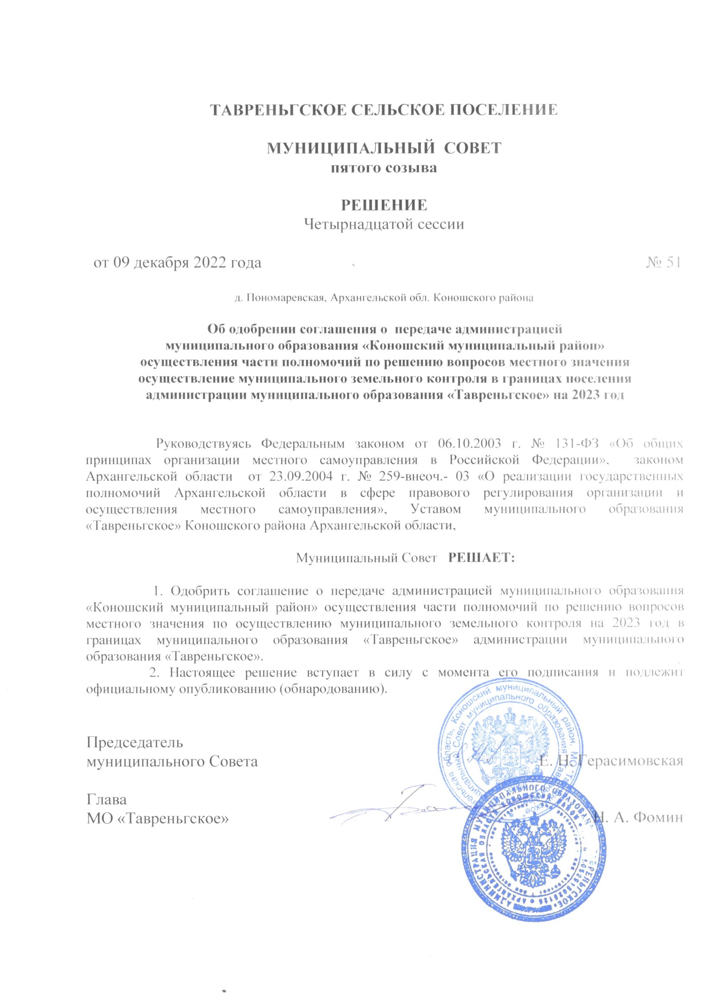 ТАВРЕНЬГСКОЕ СЕЛЬСКОЕ ПОСЕЛЕНИЕ
МУНИЦИПАЛЬНЫЙ СОВЕТ
пятого созыва
РЕШЕНИЕ
Четырнадцатой сессии
от 09 декабря 2022 года № 51
д. Пономаревская, Архангельской обл. Коношского района
Об одобрении соглашения о передаче администрацией
муниципального образования «Коношский муниципальный район»
осуществления части полномочий по решению вопросов местного значения
осуществление муниципального земельного контроля в границах поселения
администрации муниципального образования «Тавреньгское» на 2023 год
Руководствуясь Федеральным законом от 06.10.2003 г. № 131-ФЗ «Об общих
принципах организации местного самоуправления в Российской Федерации», законом
Архангельской области от 23.09.2004 г. № 259-внеоч.- 03 «О реализации государственных
полномочий Архангельской области в сфере правового регулирования организации и
осуществления местного самоуправления», Уставом муниципального образования
«Тавреньгское» Коношского района Архангельской области,
Муниципальный Совет РЕШАЕТ:
1. Одобрить соглашение о передаче администрацией муниципального образования
«Коношский муниципальный район» осуществления части полномочий по решению вопросов
местного значения по осуществлению муниципального земельного контроля на 2023 год в
границах муниципального образования «Тавреньгское» администрации муниципального
образования «Тавреньгское».
2. Настоящее решение вступает в силу с момента его подписания и подлежит
официальному опубликованию (обнародованию).
Председатель
муниципального Совета Е. Н. Герасимовская
Глава
МО «Тавреньгское» Н. А. Фомин
область, Коношский муниципальный район, МО
Совет муниципального образования
АДМИНИСТРАЦИЯ МУНИЦИПАЛЬНОГО
АРХАНГЕЛЬСКАЯ ОБЛАСТЬ КОНОШСКИЙ РАЙОН